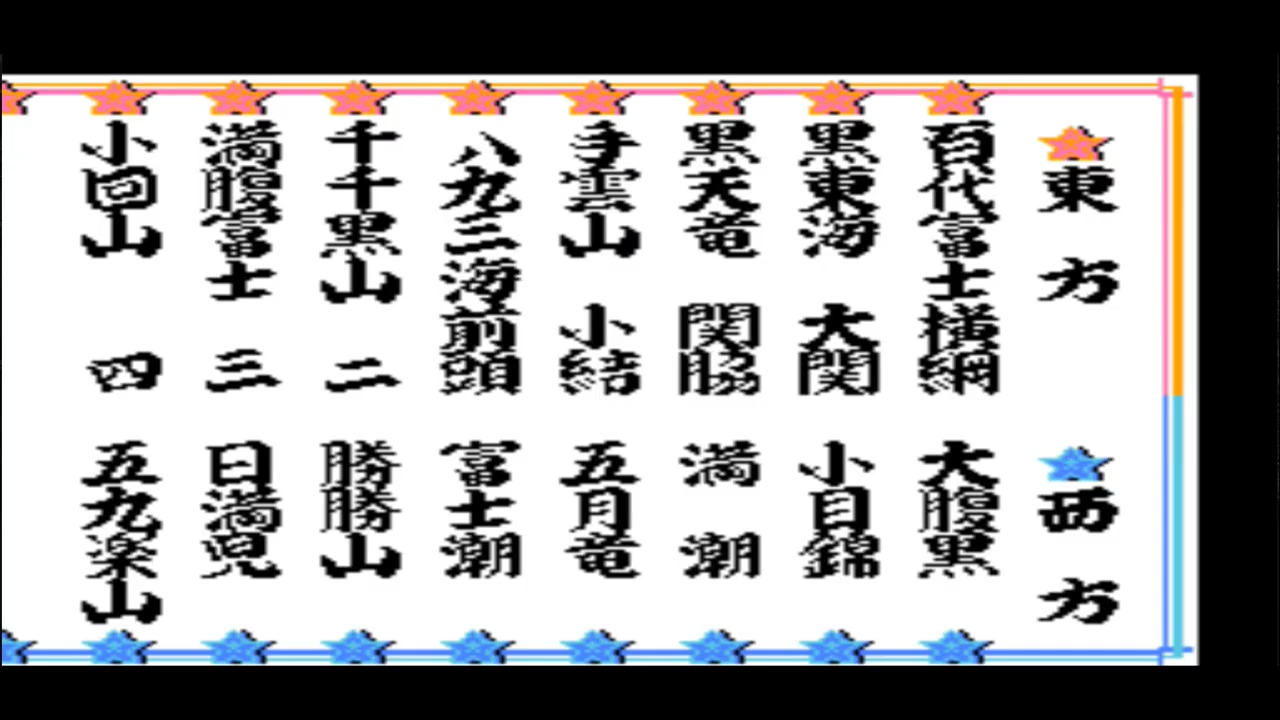 東方
西方
百代富士横綱
大腹黒
黒東海 大関
小目錦
黒天竜 関脇
満潮
手雲山 小結
五月竜
八九三海前頭
富士潮
千千黒山 二
勝勝山
満腹富士 三
日満児
小回山 四
五九楽山